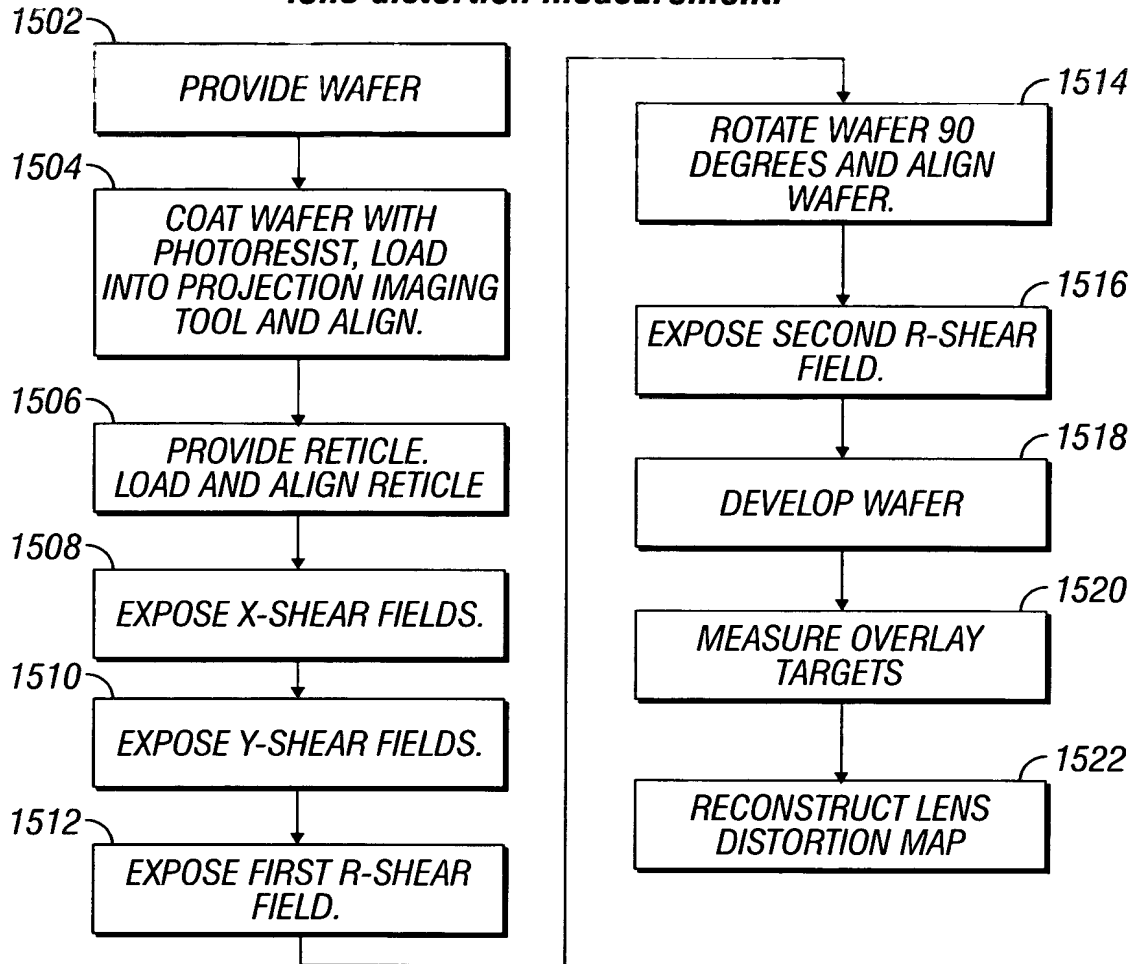 lens distortion measurement.
1502
PROVIDE WAFER
1504
COAT WAFER WITH
PHOTORESIST, LOAD
INTO PROJECTION IMAGING
TOOL AND ALIGN.
1506
PROVIDE RETICLE.
LOAD AND ALIGN RETICLE
1508
EXPOSE X-SHEAR FIELDS.
1510
EXPOSE Y-SHEAR FIELDS.
1512
EXPOSE FIRST R-SHEAR
FIELD.
1514
ROTATE WAFER 90
DEGREES AND ALIGN
WAFER.
1516
EXPOSE SECOND R-SHEAR
FIELD.
1518
DEVELOP WAFER
1520
MEASURE OVERLAY
TARGETS
1522
RECONSTRUCT LENS
DISTORTION MAP